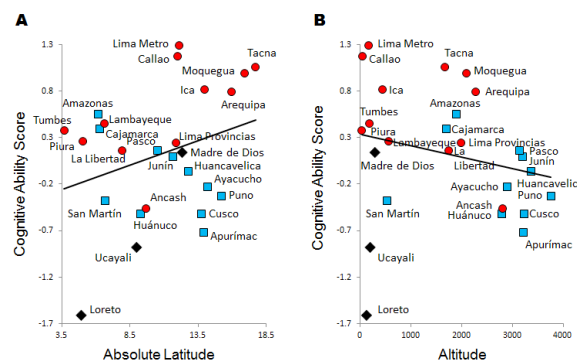 A
B
Cognitive Ability Score
1.3
0.8
0.3
-0.2
-0.7
-1.2
-1.7
Lima Metro
Callao
Tacna
Moquegua
Ica
Arequipa
Amazonas
Tumbes
Lambayeque
Cajamarca
Piura
Pasco
Lima Provincias
La Libertad
Junín
Madre de Dios
Huancavelica
Ayacucho
Puno
San Martín
Ancash
Huánuco
Cusco
Apurímac
Ucayali
Loreto
3.5 8.5 13.5 18.5
Absolute Latitude
Cognitive Ability Score
1.3
0.8
0.3
-0.2
-0.7
-1.2
-1.7
Lima Metro
Callao
Tacna
Moquegua
Ica
Arequipa
Tumbes
Amazonas
Piura
Cajamarca
Lambayeque
Lima Provincias
La
Libertad
Pasco
Junín
Madre de Dios
Ayacucho
Huancavelica
Puno
San Martín
Ancash
Huánuco
Cusco
Apurímac
Ucayali
Loreto
0 1000 2000 3000 4000
Altitude